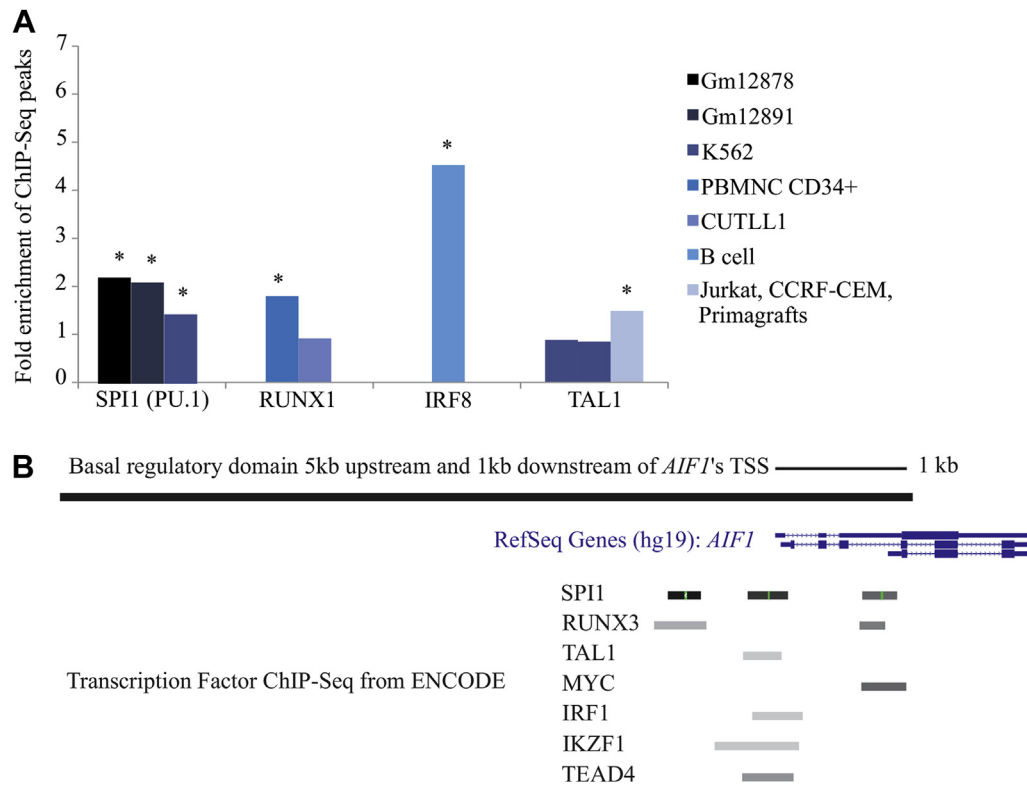 A
Fold enrichment of ChIP-Seq peaks
7
6
5
4
3
2
1
0
* * *
*
*
*
SPI1 (PU.1) RUNX1 IRF8 TAL1
Gm12878
Gm12891
K562
PBMNC CD34+
CUTLL1
B cell
Jurkat, CCRF-CEM,
Primagrafts
B
Basal regulatory domain 5kb upstream and 1kb downstream of AIF1's TSS 1 kb
RefSeq Genes (hg19): AIF1
Transcription Factor ChIP-Seq from ENCODE
SPI1
RUNX3
TAL1
MYC
IRF1
IKZF1
TEAD4